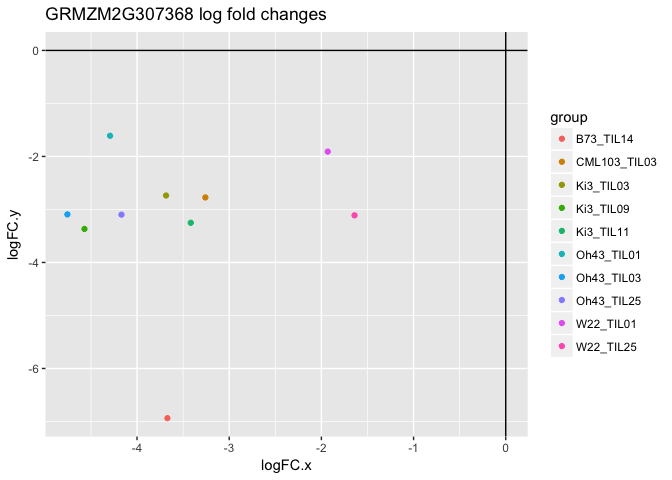 GRMZM2G307368 log fold changes
0
-2
-4
-6
logFC.y
-4
-3
-2
-1
0
logFC.x
group
B73_TIL14
CML103_TIL03
Ki3_TIL03
Ki3_TIL09
Ki3_TIL11
Oh43_TIL01
Oh43_TIL03
Oh43_TIL25
W22_TIL01
W22_TIL25